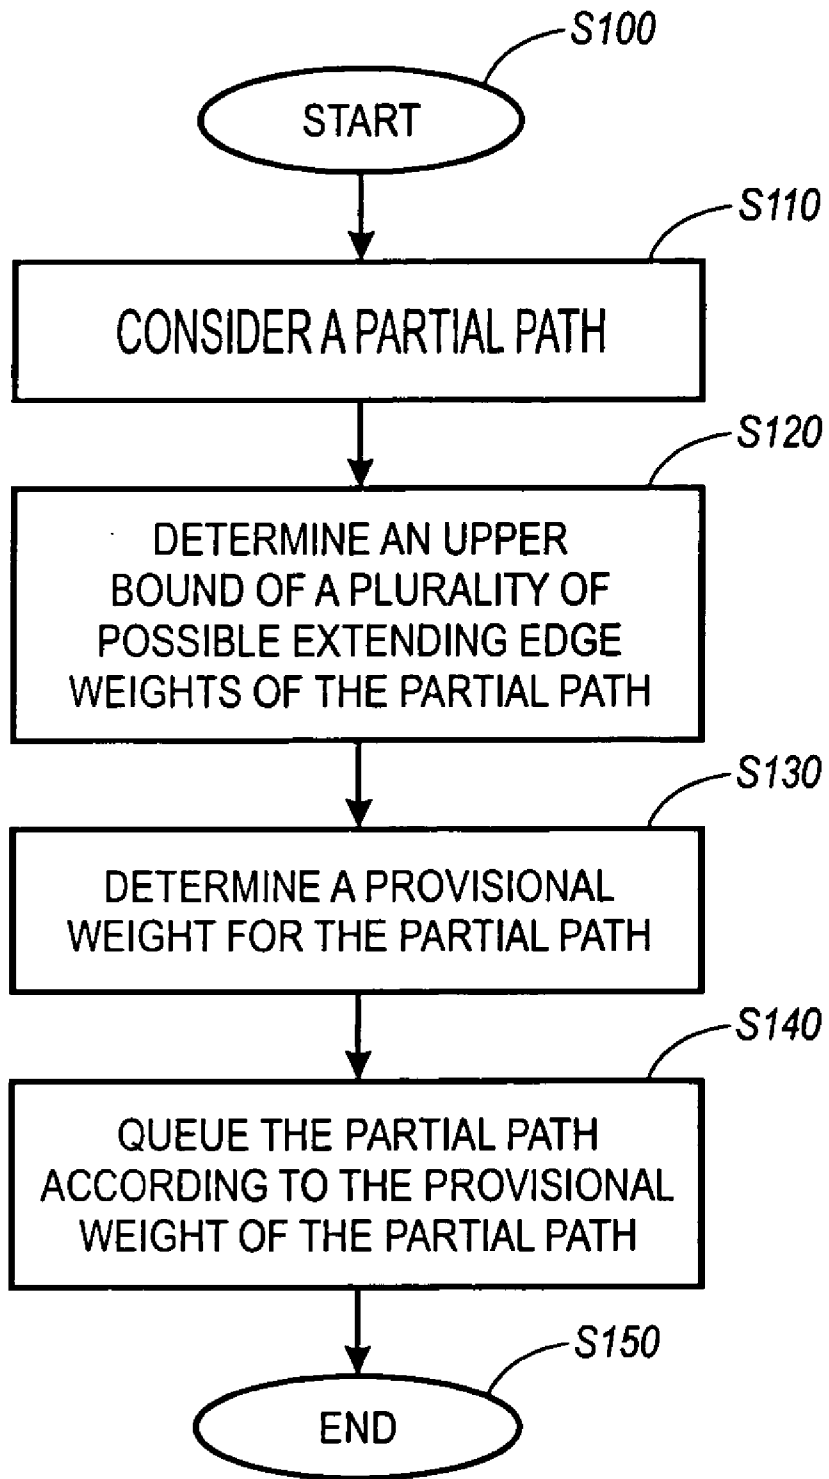 S100
START
S110
CONSIDER A PARTIAL PATH
S120
DETERMINE AN UPPER
BOUND OF A PLURALITY OF
POSSIBLE EXTENDING EDGE
WEIGHTS OF THE PARTIAL PATH
S130
DETERMINE A PROVISIONAL
WEIGHT FOR THE PARTIAL PATH
S140
QUEUE THE PARTIAL PATH
ACCORDING TO THE PROVISIONAL
WEIGHT OF THE PARTIAL PATH
S150
END